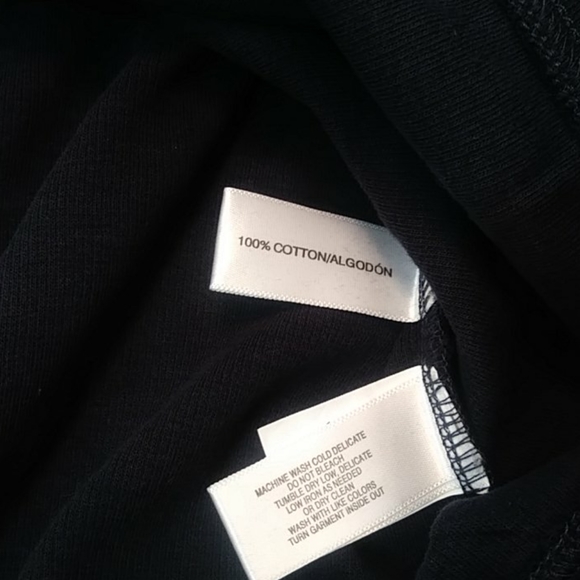 100% COTTON/ALGODÓN
MACHINE WASH COLD DELICATE
DO NOT BLEACH
TUMBLE DRY LOW, DELICATE
LOW IRON AS NEEDED
OR DRY CLEAN
WASH WITH LIKE COLORS
TURN GARMENT INSIDE OUT